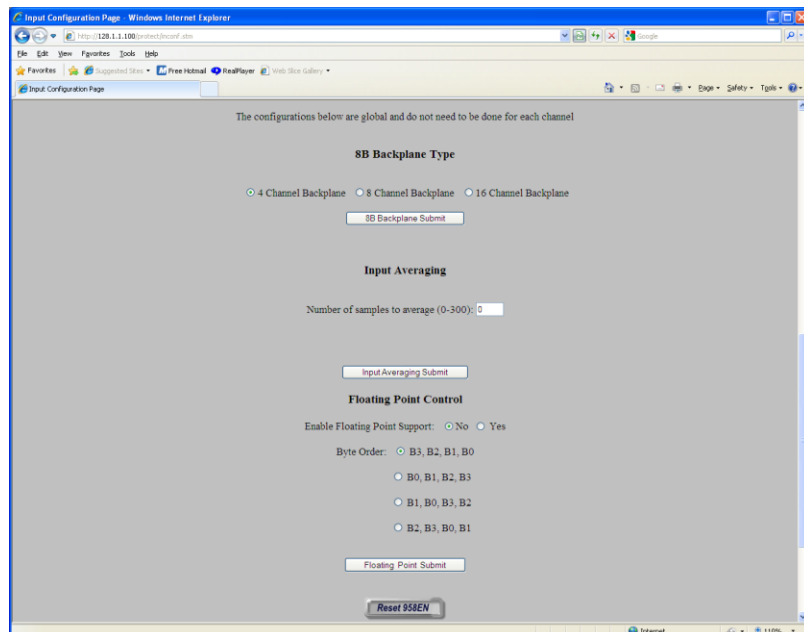 Input Configuration Page - Windows Internet Explorer
http://128.1.1.100/protect/inconf.stm
Google
File Edit View Favorites Tools Help
Favorites Suggested Sites Free Hotmail RealPlayer Web Slice Gallery
Input Configuration Page Page Safety Tools
The configurations below are global and do not need to be done for each channel
8B Backplane Type
4 Channel Backplane 8 Channel Backplane 16 Channel Backplane
8B Backplane Submit
Input Averaging
Number of samples to average (0-300): 0
Input Averaging Submit
Floating Point Control
Enable Floating Point Support: No Yes
Byte Order: B3, B2, B1, B0
B0, B1, B2, B3
B1, B0, B3, B2
B2, B3, B0, B1
Floating Point Submit
Reset 958EN
Internet 110%